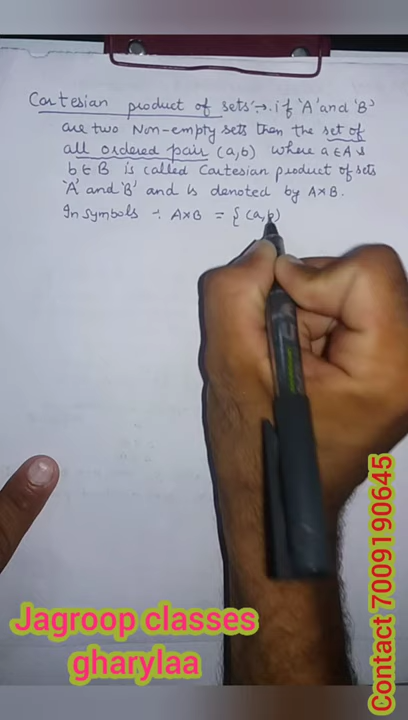 Cartesian product of sets :→ if 'A' and 'B'
are two Non-empty sets then the set of
all ordered pair (a,b) where a ∈ A &
b ∈ B is called Cartesian product of sets
'A' and 'B' and is denoted by A×B.
In symbols :- A×B = { (a,b)
Jagroop classes
gharylaa
Contact 7009190645